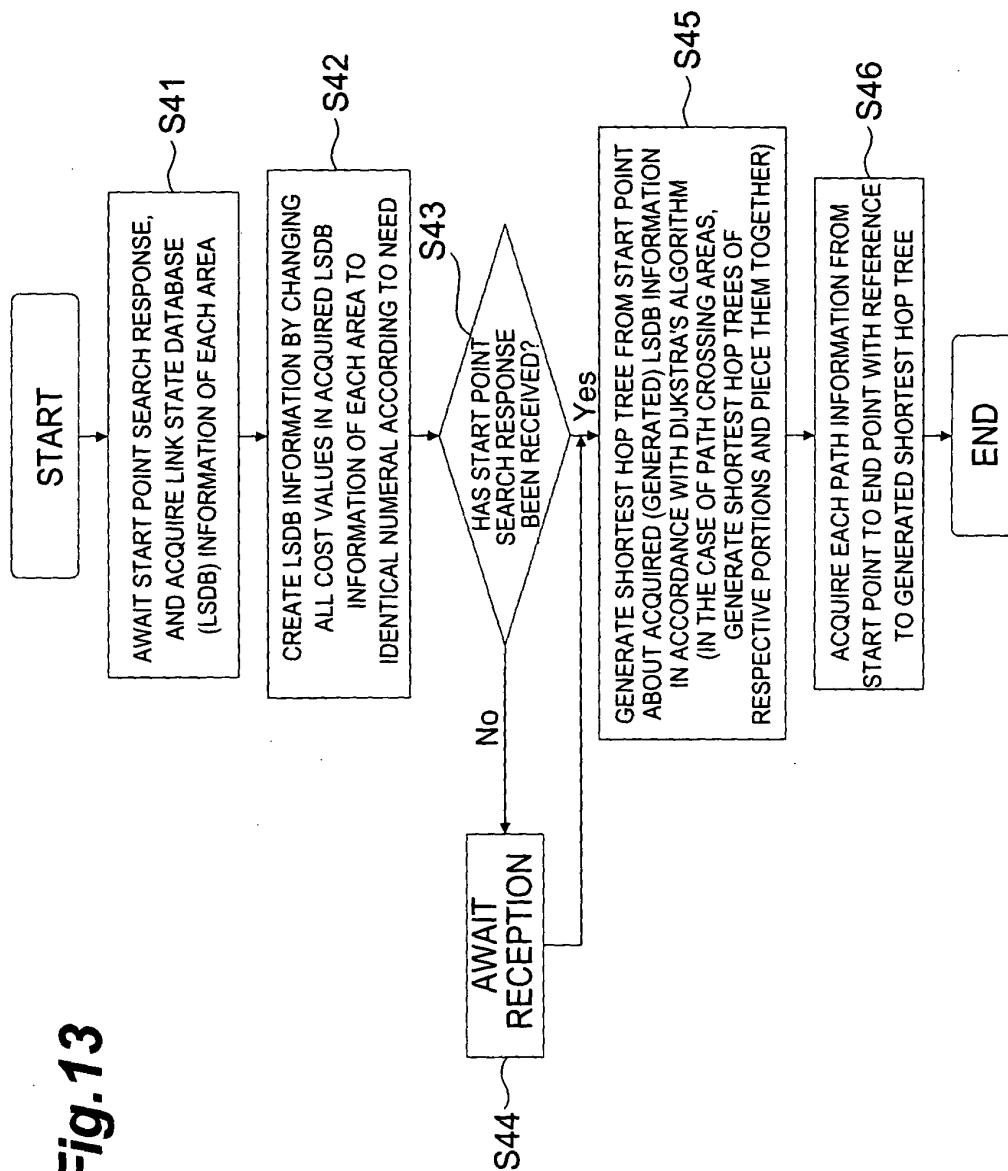 Fig.13
START
AWAIT START POINT SEARCH RESPONSE,
AND ACQUIRE LINK STATE DATABASE
(LSDB) INFORMATION OF EACH AREA
S41
CREATE LSDB INFORMATION BY CHANGING
ALL COST VALUES IN ACQUIRED LSDB
INFORMATION OF EACH AREA TO
IDENTICAL NUMERAL ACCORDING TO NEED
S42
S43
HAS START POINT
SEARCH RESPONSE
BEEN RECEIVED?
No
Yes
AWAIT
RECEPTION
S44
GENERATE SHORTEST HOP TREE FROM START POINT
ABOUT ACQUIRED (GENERATED) LSDB INFORMATION
IN ACCORDANCE WITH DIJKSTRA'S ALGORITHM
(IN THE CASE OF PATH CROSSING AREAS,
GENERATE SHORTEST HOP TREES OF
RESPECTIVE PORTIONS AND PIECE THEM TOGETHER)
S45
ACQUIRE EACH PATH INFORMATION FROM
START POINT TO END POINT WITH REFERENCE
TO GENERATED SHORTEST HOP TREE
S46
END